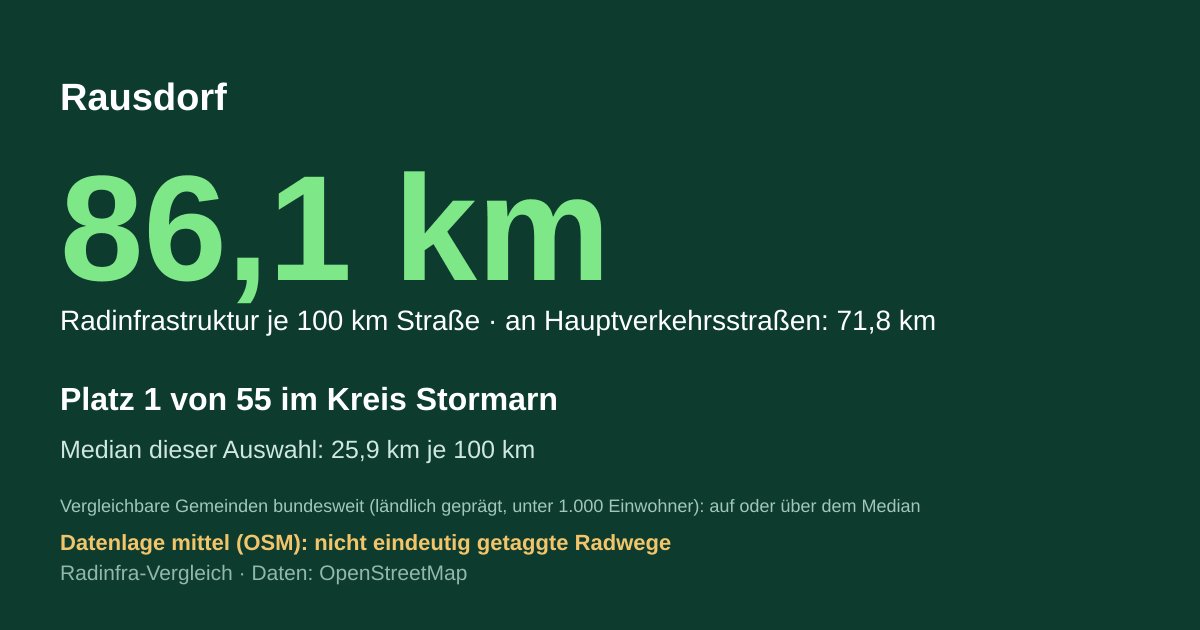 Rausdorf
86,1 km
Radinfrastruktur je 100 km Straße · an Hauptverkehrsstraßen: 71,8 km
Platz 1 von 55 im Kreis Stormarn
Median dieser Auswahl: 25,9 km je 100 km
Vergleichbare Gemeinden bundesweit (ländlich geprägt, unter 1.000 Einwohner): auf oder über dem Median
Datenlage mittel (OSM): nicht eindeutig getaggte Radwege
Radinfra-Vergleich · Daten: OpenStreetMap